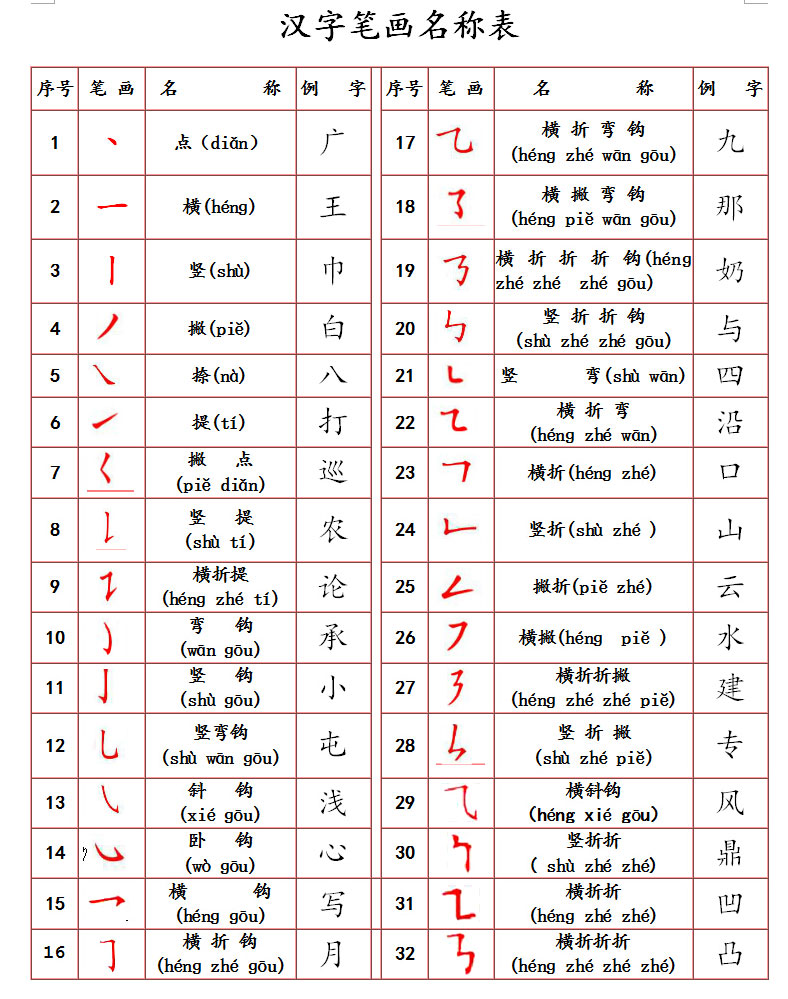 汉字笔画名称表
序号 笔画 名 称 例 字
1 点（diǎn） 广
2 横(héng) 王
3 竖(shù) 巾
4 撇(piě) 白
5 捺(nà) 八
6 提(tí) 打
7 撇 点
(piě diǎn) 巡
8 竖 提
(shù tí) 农
9 横折提
(héng zhé tí) 论
10 弯 钩
(wān gōu) 承
11 竖 钩
(shù gōu) 小
12 竖弯钩
(shù wān gōu) 屯
13 斜 钩
(xié gōu) 浅
14 卧 钩
(wò gōu) 心
15 横 钩
(héng gōu) 写
16 横 折 钩
(héng zhé gōu) 月
序号 笔画 名 称 例 字
17 横 折 弯 钩
(héng zhé wān gōu) 九
18 横 撇 弯 钩
(héng piě wān gōu) 那
19 横 折 折 折 钩(héng
zhé zhé zhé gōu) 奶
20 竖 折 折 钩
(shù zhé zhé gōu) 与
21 竖 弯(shù wān) 四
22 横 折 弯
(héng zhé wān) 沿
23 横折(héng zhé) 口
24 竖折(shù zhé ) 山
25 撇折(piě zhé) 云
26 横撇(héng piě ) 水
27 横折折撇
(héng zhé zhé piě) 建
28 竖 折 撇
(shù zhé piě) 专
29 横斜钩
(héng xié gōu) 风
30 竖折折
( shù zhé zhé) 鼎
31 横折折
(héng zhé zhé) 凹
32 横折折折
(héng zhé zhé zhé) 凸